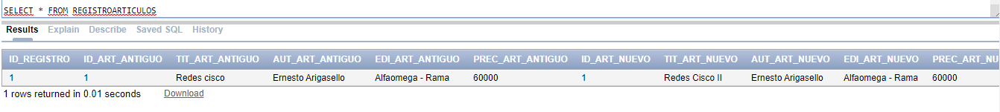 SELECT * FROM REGISTROARTICULOS
Results Explain Describe Saved SQL History
ID_REGISTRO ID_ART_ANTIGUO TIT_ART_ANTIGUO AUT_ART_ANTIGUO EDI_ART_ANTIGUO PREC_ART_ANTIGUO ID_ART_NUEVO TIT_ART_NUEVO AUT_ART_NUEVO EDI_ART_NUEVO PREC_ART_NU
1 1 Redes cisco Ernesto Arigasello Alfaomega - Rama 60000 1 Redes Cisco II Ernesto Arigasello Alfaomega - Rama 60000
1 rows returned in 0.01 seconds Download